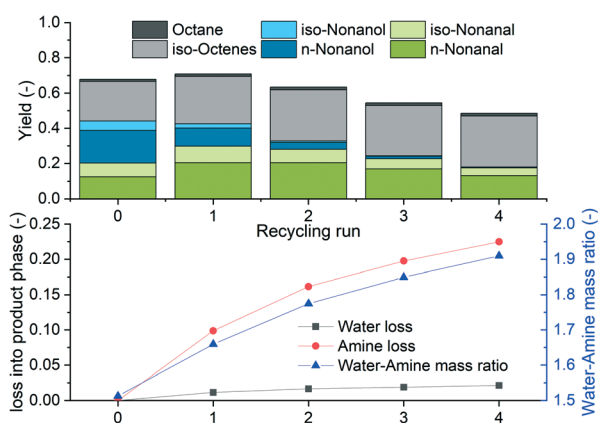 1.0
0.8
0.6
0.4
0.2
0.0
Yield (-)
Octane
iso-Nonanol
iso-Nonanal
iso-Octenes
n-Nonanol
n-Nonanal
0 1 2 3 4
Recycling run
0.25
0.20
0.15
0.10
0.05
0.00
loss into product phase (-)
Water loss
Amine loss
Water-Amine mass ratio
2.0
1.9
1.8
1.7
1.6
1.5
Water-Amine mass ratio (-)
0 1 2 3 4